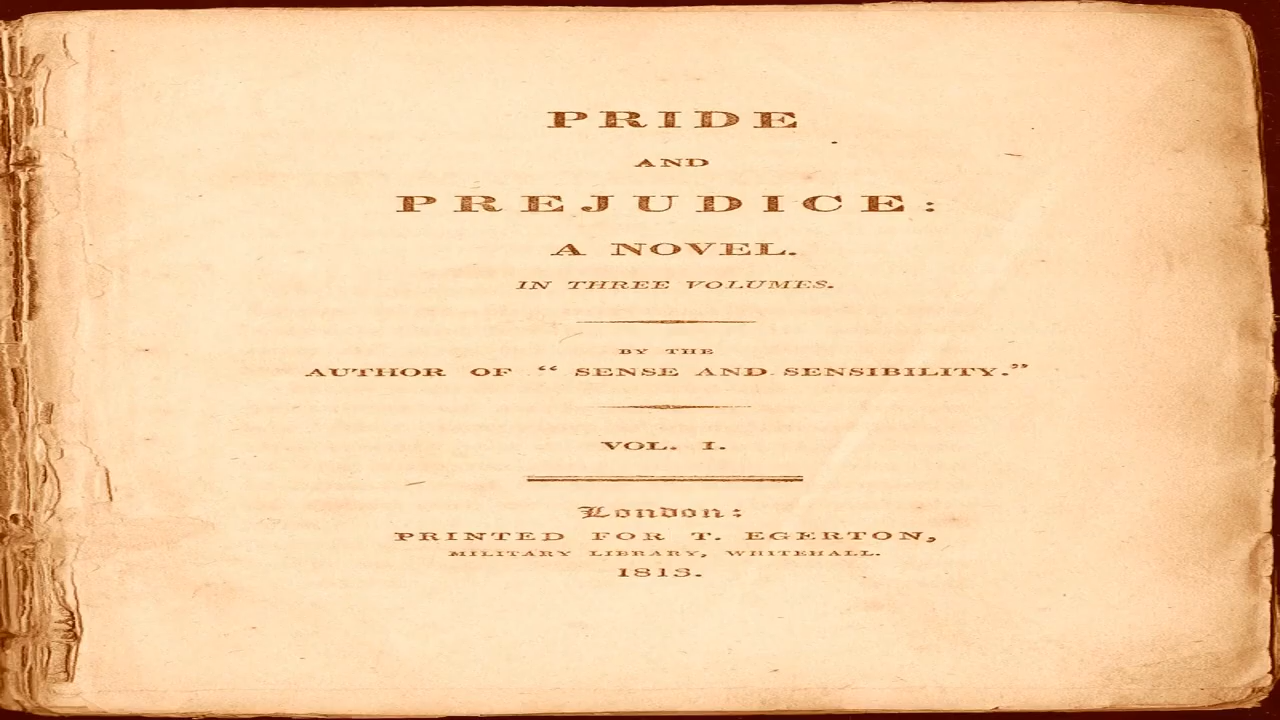 PRIDE
AND
PREJUDICE:
A NOVEL.
IN THREE VOLUMES.
BY THE
AUTHOR OF “ SENSE AND SENSIBILITY.”
VOL. I.
London:
PRINTED FOR T. EGERTON,
MILITARY LIBRARY, WHITEHALL.
1813.